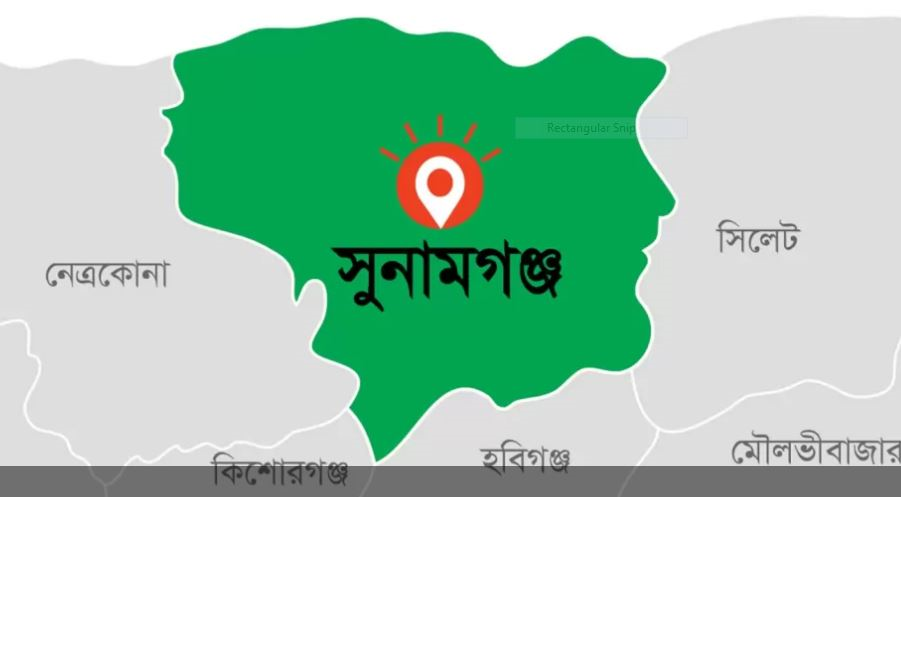 Rectangular Snip
সিলেট
সুনামগঞ্জ
নেত্রকোনা
মৌলভীবাজার
হবিগঞ্জ
কিশোরগঞ্জ